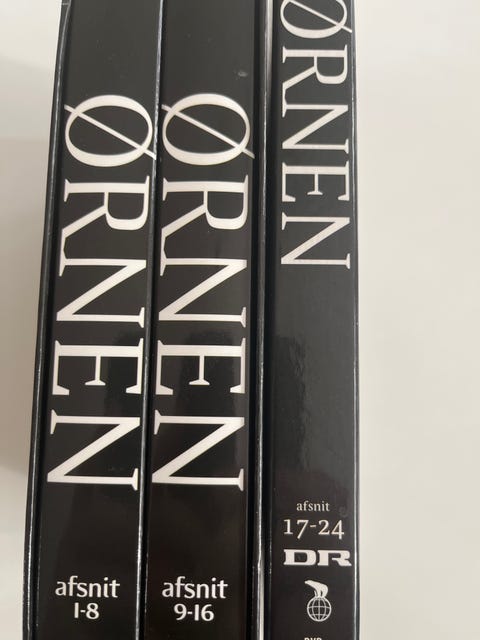 ØRNEN
afsnit
1-8
ØRNEN
afsnit
9-16
ØRNEN
afsnit
17-24
DR